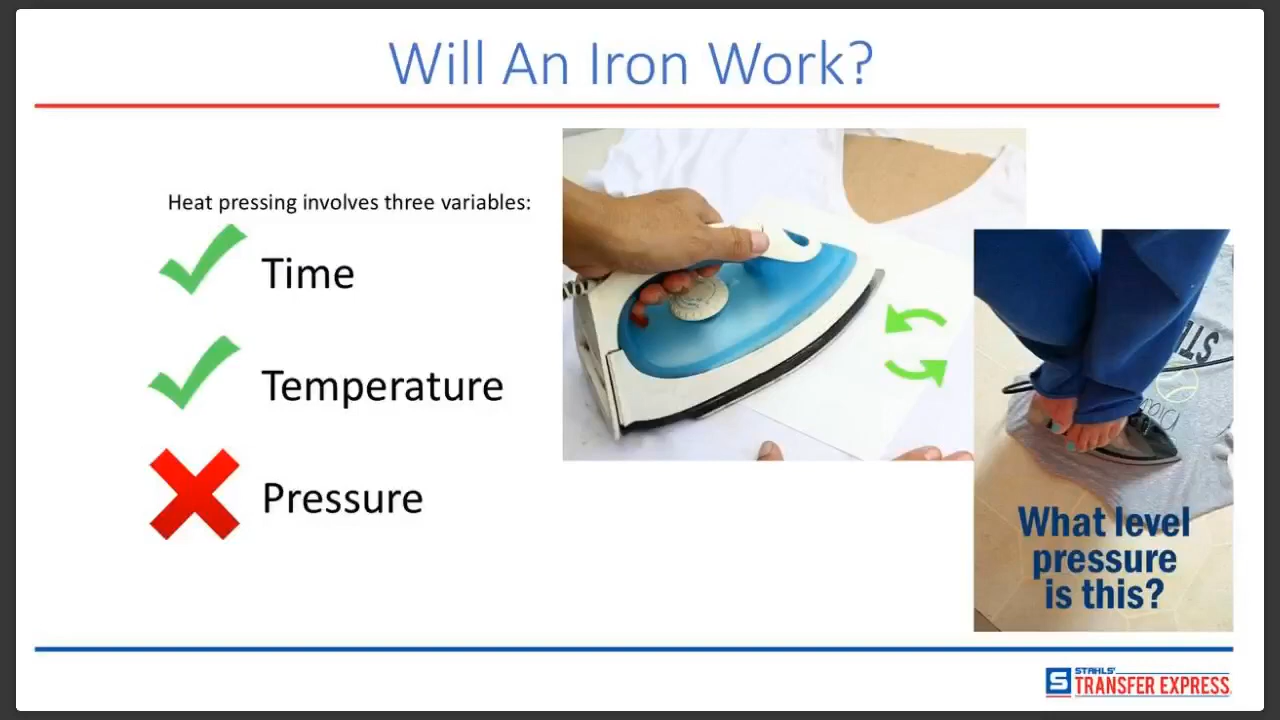 Will An Iron Work?
Heat pressing involves three variables:
Time
Temperature
Pressure
What level
pressure
is this?
S STAHLS'
TRANSFER EXPRESS